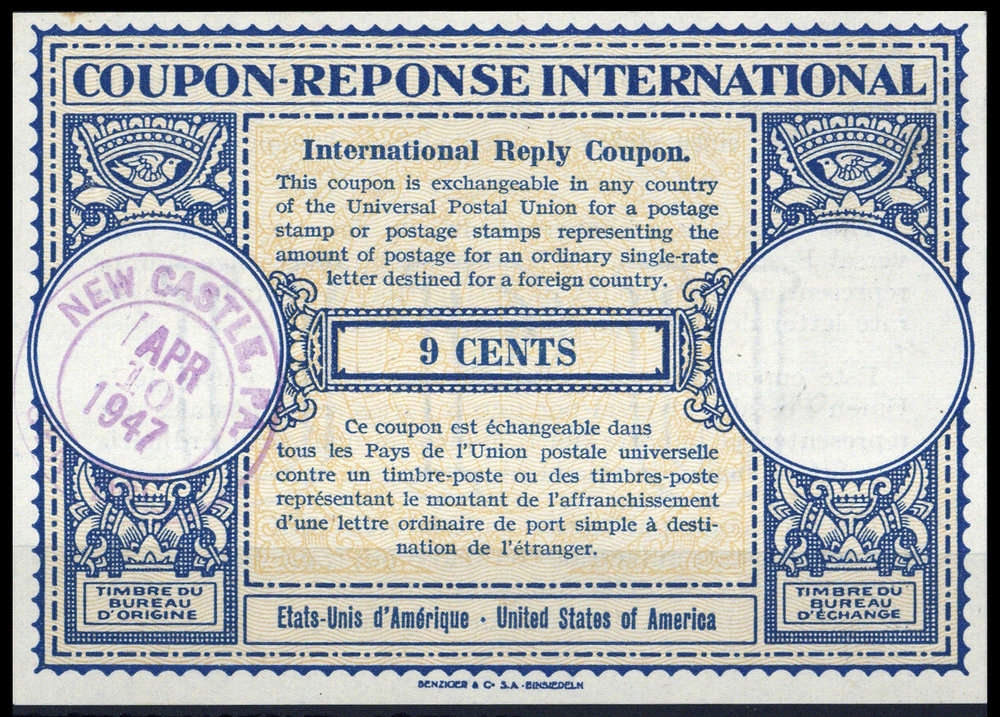 COUPON-REPONSE INTERNATIONAL
International Reply Coupon.
This coupon is exchangeable in any country
of the Universal Postal Union for a postage
stamp or postage stamps representing the
amount of postage for an ordinary single-rate
letter destined for a foreign country.
NEW CASTLE, PA.
APR
10
1947
9 CENTS
Ce coupon est échangeable dans
tous les Pays de l'Union postale universelle
contre un timbre-poste ou des timbres-poste
représentant le montant de l'affranchissement
d'une lettre ordinaire de port simple à desti-
nation de l'étranger.
TIMBRE DU
BUREAU
D'ORIGINE
TIMBRE DU
BUREAU
D'ÉCHANGE
Etats-Unis d'Amérique · United States of America
BENZIGER & Co S.A.-EINSIEDELN